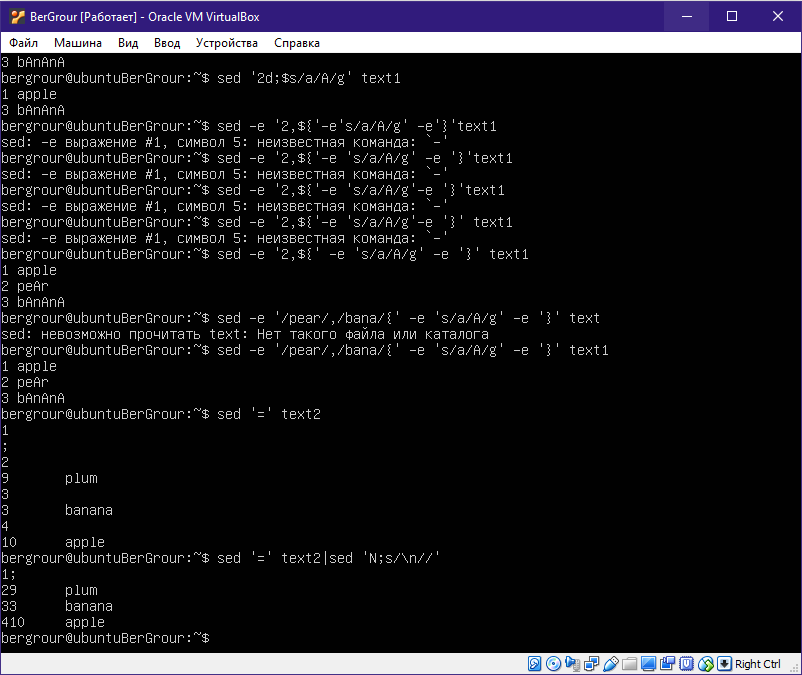 BerGrour [Работает] - Oracle VM VirtualBox
Файл Машина Вид Ввод Устройства Справка
3 bAnAnA
bergrour@ubuntuBerGrour:~$ sed '2d;$s/a/A/g' text1
1 apple
3 bAnAnA
bergrour@ubuntuBerGrour:~$ sed -e '2,${'-e's/a/A/g' -e'}'text1
sed: -e выражение #1, символ 5: неизвестная команда: `-'
bergrour@ubuntuBerGrour:~$ sed -e '2,${'-e 's/a/A/g' -e '}'text1
sed: -e выражение #1, символ 5: неизвестная команда: `-'
bergrour@ubuntuBerGrour:~$ sed -e '2,${'-e 's/a/A/g'-e '}'text1
sed: -e выражение #1, символ 5: неизвестная команда: `-'
bergrour@ubuntuBerGrour:~$ sed -e '2,${'-e 's/a/A/g'-e '}' text1
sed: -e выражение #1, символ 5: неизвестная команда: `-'
bergrour@ubuntuBerGrour:~$ sed -e '2,${' -e 's/a/A/g' -e '}' text1
1 apple
2 peAr
3 bAnAnA
bergrour@ubuntuBerGrour:~$ sed -e '/pear/,/bana/{' -e 's/a/A/g' -e '}' text
sed: невозможно прочитать text: Нет такого файла или каталога
bergrour@ubuntuBerGrour:~$ sed -e '/pear/,/bana/{' -e 's/a/A/g' -e '}' text1
1 apple
2 peAr
3 bAnAnA
bergrour@ubuntuBerGrour:~$ sed '=' text2
1
;
2
9 plum
3
3 banana
4
10 apple
bergrour@ubuntuBerGrour:~$ sed '=' text2|sed 'N;s/\n//'
1;
29 plum
33 banana
410 apple
bergrour@ubuntuBerGrour:~$
Right Ctrl